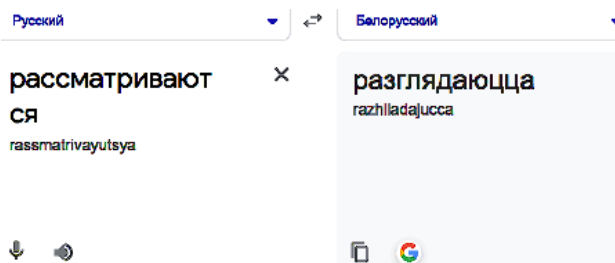 Русский
Белорусский
рассматривают
ся
rassmatrivayutsya
разглядаюцца
razhliadajucca